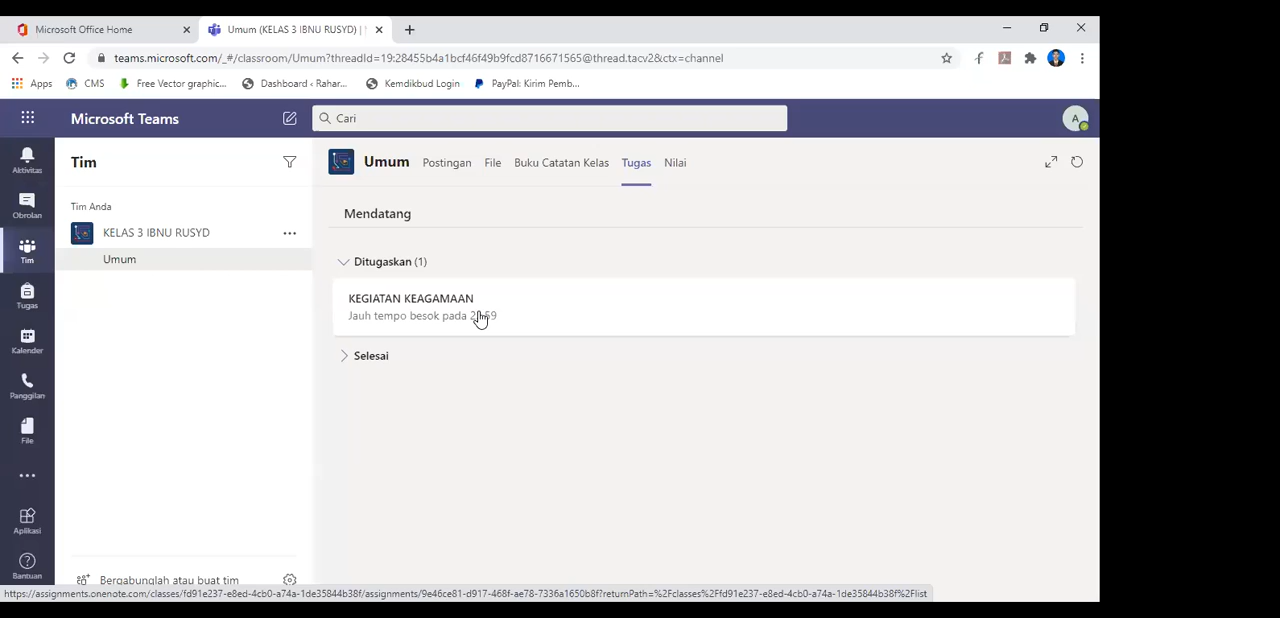 Microsoft Office Home
Umum (KELAS 3 IBNU RUSYD) |
teams.microsoft.com/_#/classroom/Umum?threadId=19:28455b4a1bcf46f49b9fcd8716671565@thread.tacv2&ctx=channel
Apps CMS Free Vector graphic... Dashboard ‹ Rahar... Kemdikbud Login PayPal: Kirim Pemb...
Microsoft Teams
Cari
A
Aktivitas
Obrolan
Tim
Tugas
Kalender
Panggilan
File
Aplikasi
Bantuan
Tim
Tim Anda
KELAS 3 IBNU RUSYD
Umum
Bergabunglah atau buat tim
Umum Postingan File Buku Catatan Kelas Tugas Nilai
Mendatang
Ditugaskan (1)
KEGIATAN KEAGAMAAN
Jauh tempo besok pada
Selesai
https://assignments.onenote.com/classes/fd91e237-e8ed-4cb0-a74a-1de35844b38f/assignments/9e46ce81-d917-468f-ae78-7336a1650b8f?returnPath=%2Fclasses%2Ffd91e237-e8ed-4cb0-a74a-1de35844b38f%2Flist